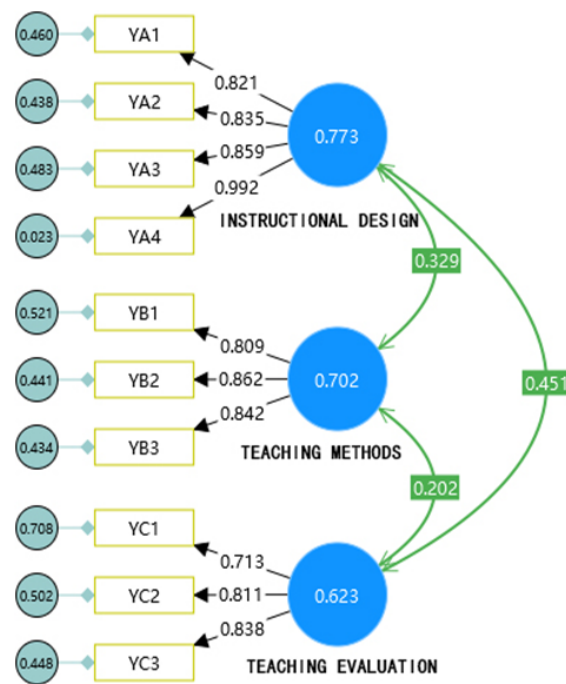 0.460
YA1
0.821
0.438
YA2
0.835
0.773
0.483
YA3
0.859
0.992
0.023
YA4
INSTRUCTIONAL DESIGN
0.329
0.521
YB1
0.809
0.441
YB2
0.862
0.702
0.451
0.842
0.434
YB3
TEACHING METHODS
0.202
0.708
YC1
0.713
0.502
YC2
0.811
0.623
0.838
0.448
YC3
TEACHING EVALUATION